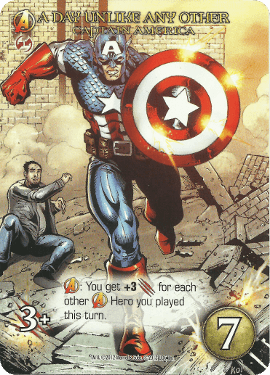 A DAY UNLIKE ANY OTHER
CAPTAIN AMERICA
: You get +3 for each
other Hero you played
this turn.
3+
7